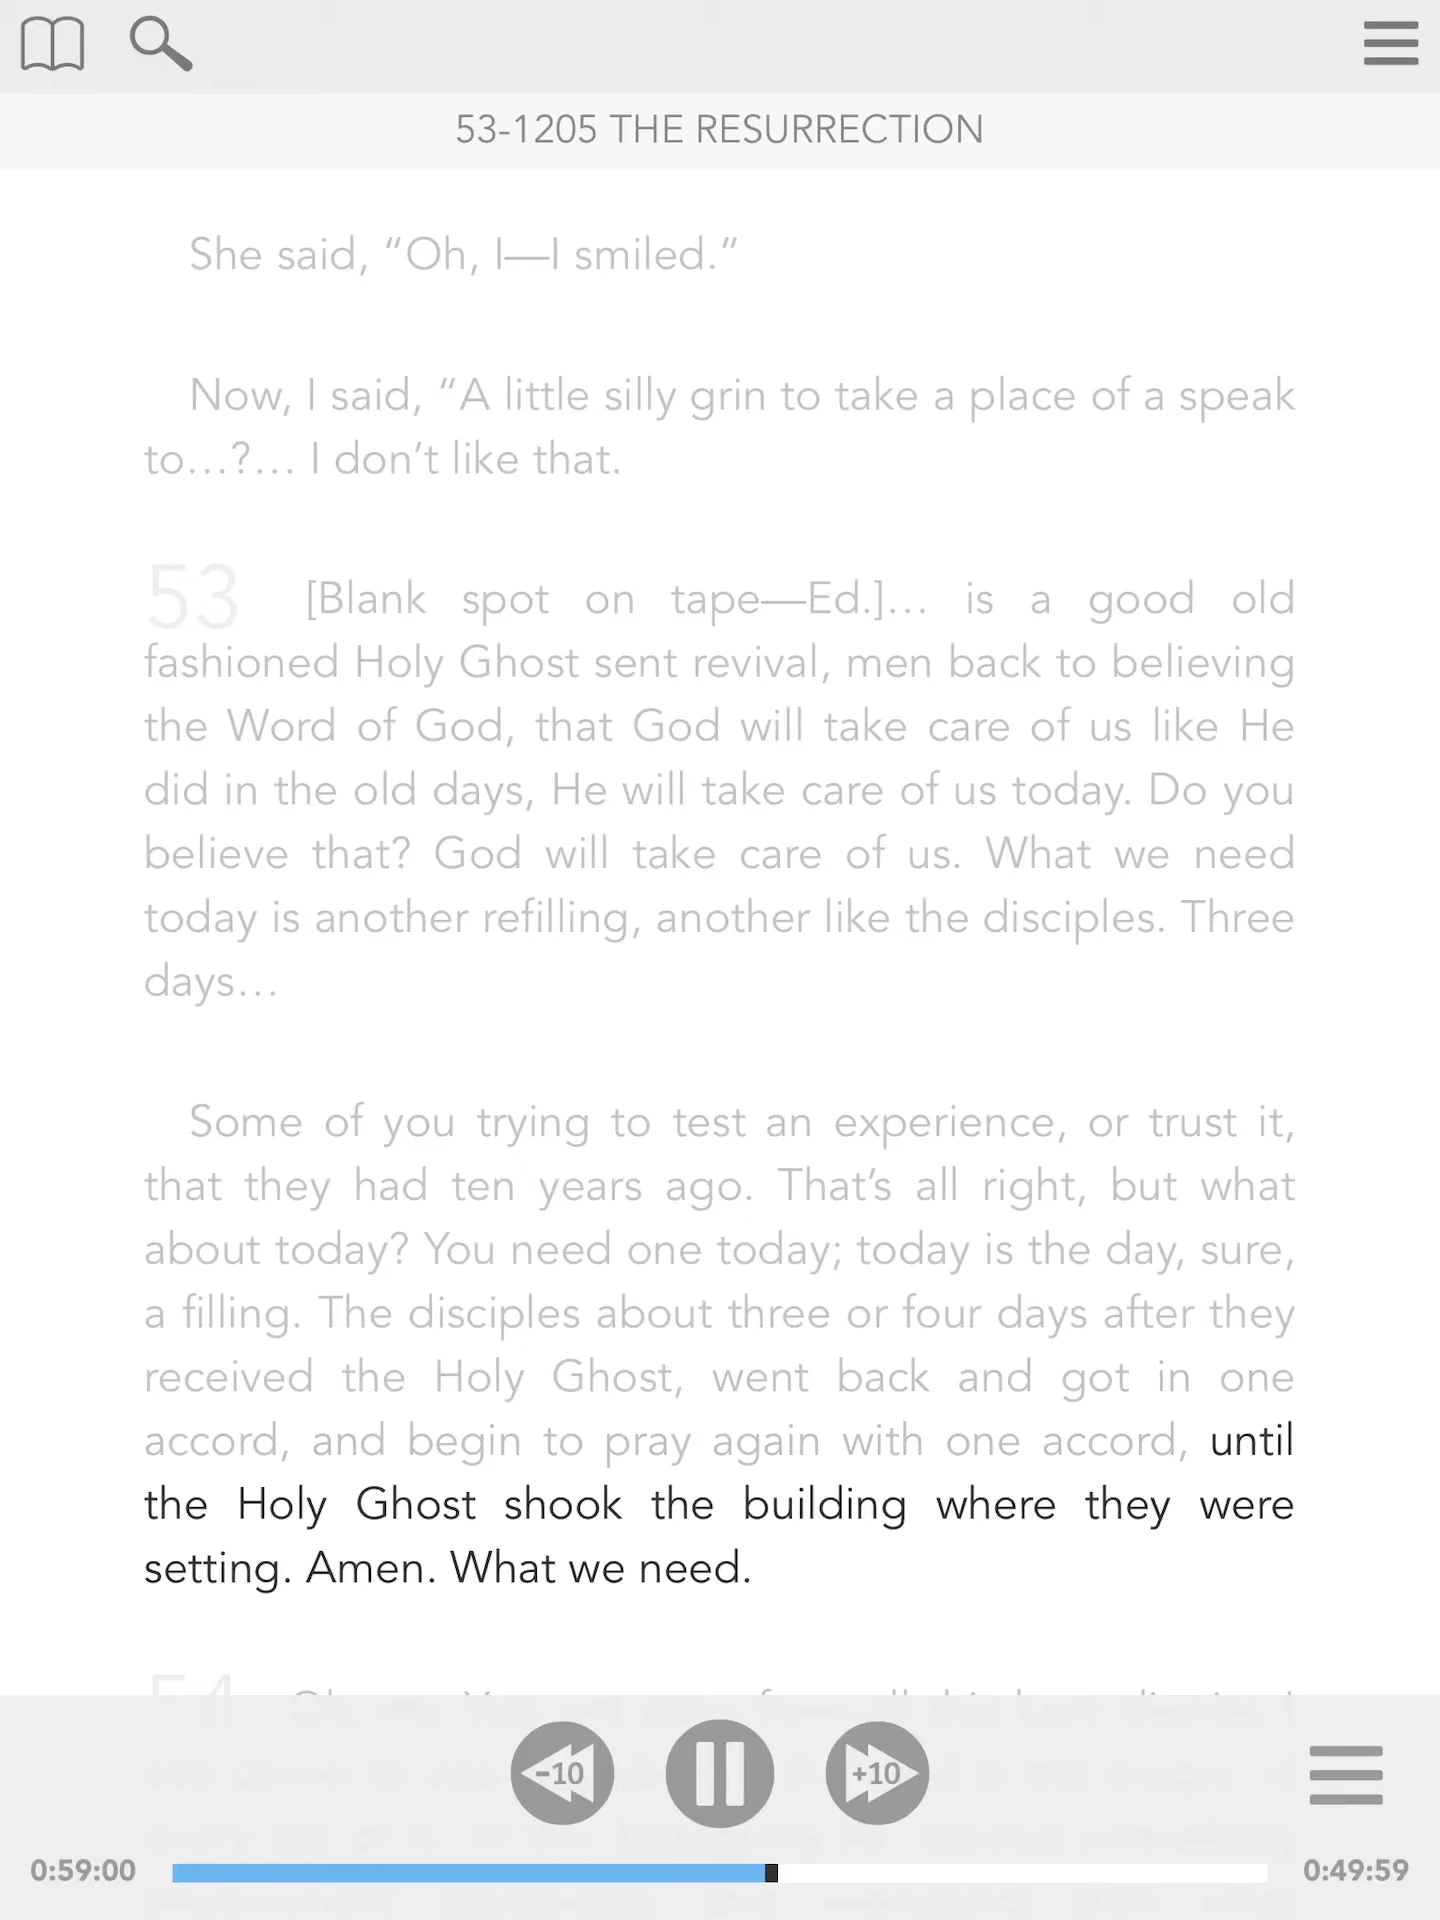 53-1205 THE RESURRECTION
She said, “Oh, I—I smiled.”
Now, I said, “A little silly grin to take a place of a speak
to…?… I don’t like that.
53 [Blank spot on tape—Ed.]… is a good old
fashioned Holy Ghost sent revival, men back to believing
the Word of God, that God will take care of us like He
did in the old days, He will take care of us today. Do you
believe that? God will take care of us. What we need
today is another refilling, another like the disciples. Three
days…
Some of you trying to test an experience, or trust it,
that they had ten years ago. That’s all right, but what
about today? You need one today; today is the day, sure,
a filling. The disciples about three or four days after they
received the Holy Ghost, went back and got in one
accord, and begin to pray again with one accord, until
the Holy Ghost shook the building where they were
setting. Amen. What we need.
54
-10 +10
0:59:00 0:49:59